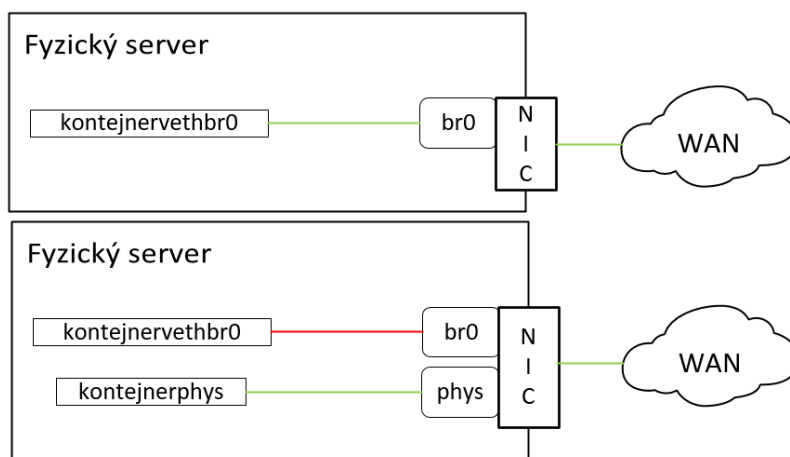 Fyzický server
kontejnervethbr0
br0
N
I
C
WAN
Fyzický server
kontejnervethbr0
br0
kontejnerphys
phys
N
I
C
WAN